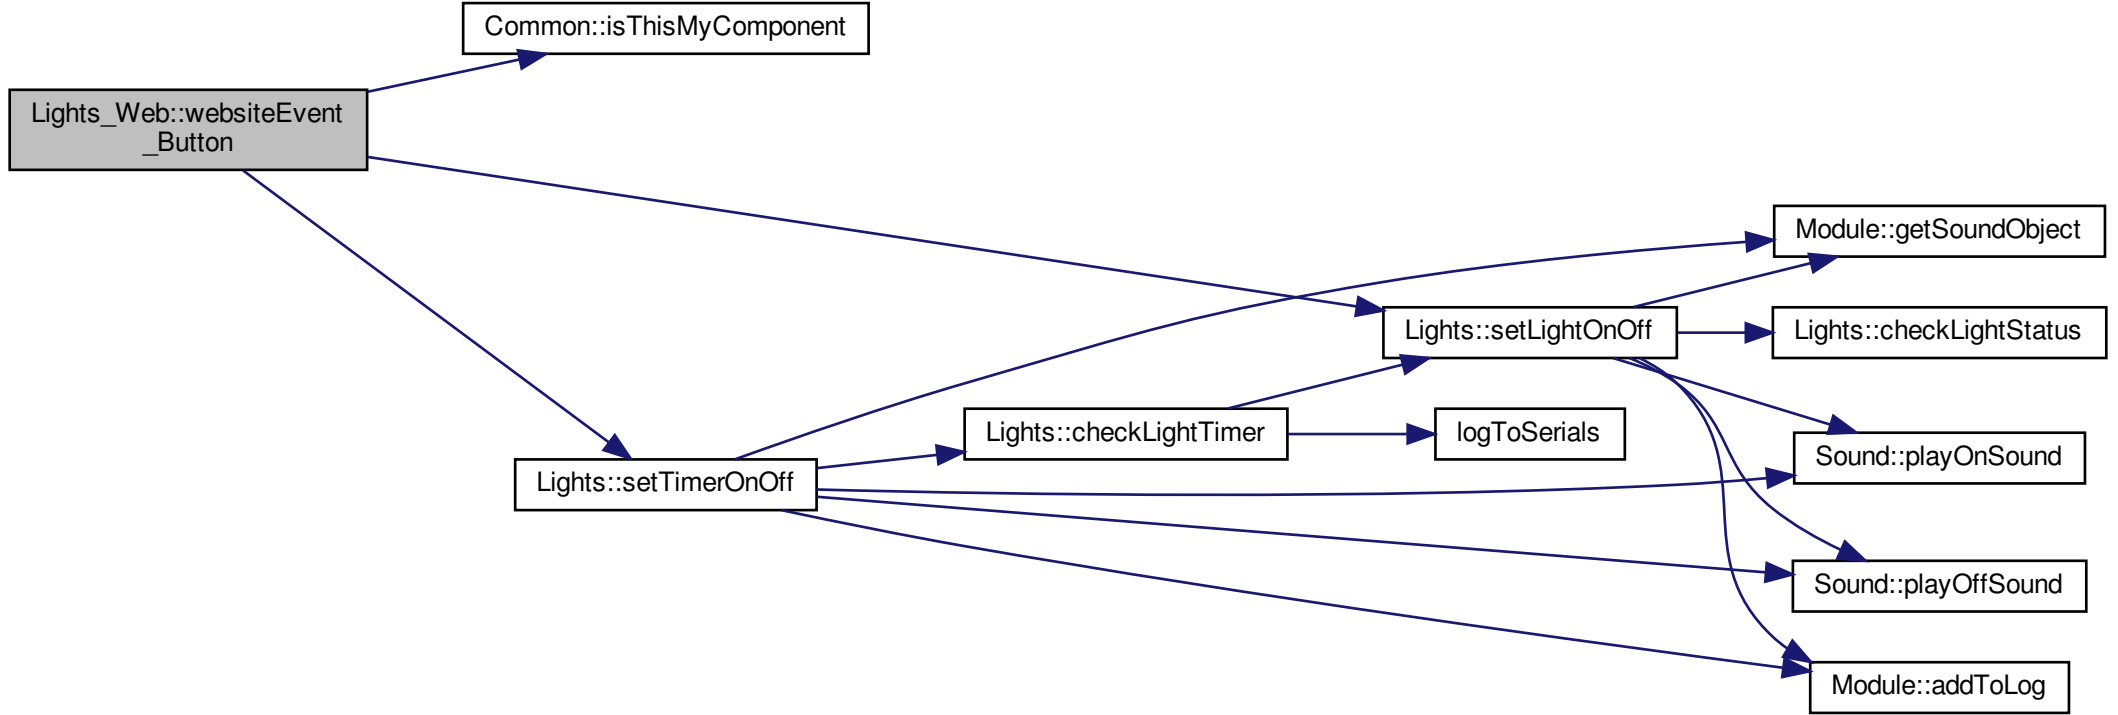 Common::isThisMyComponent
Lights_Web::websiteEvent
_Button
Module::getSoundObject
Lights::setLightOnOff
Lights::checkLightStatus
Lights::checkLightTimer
logToSerials
Sound::playOnSound
Lights::setTimerOnOff
Sound::playOffSound
Module::addToLog